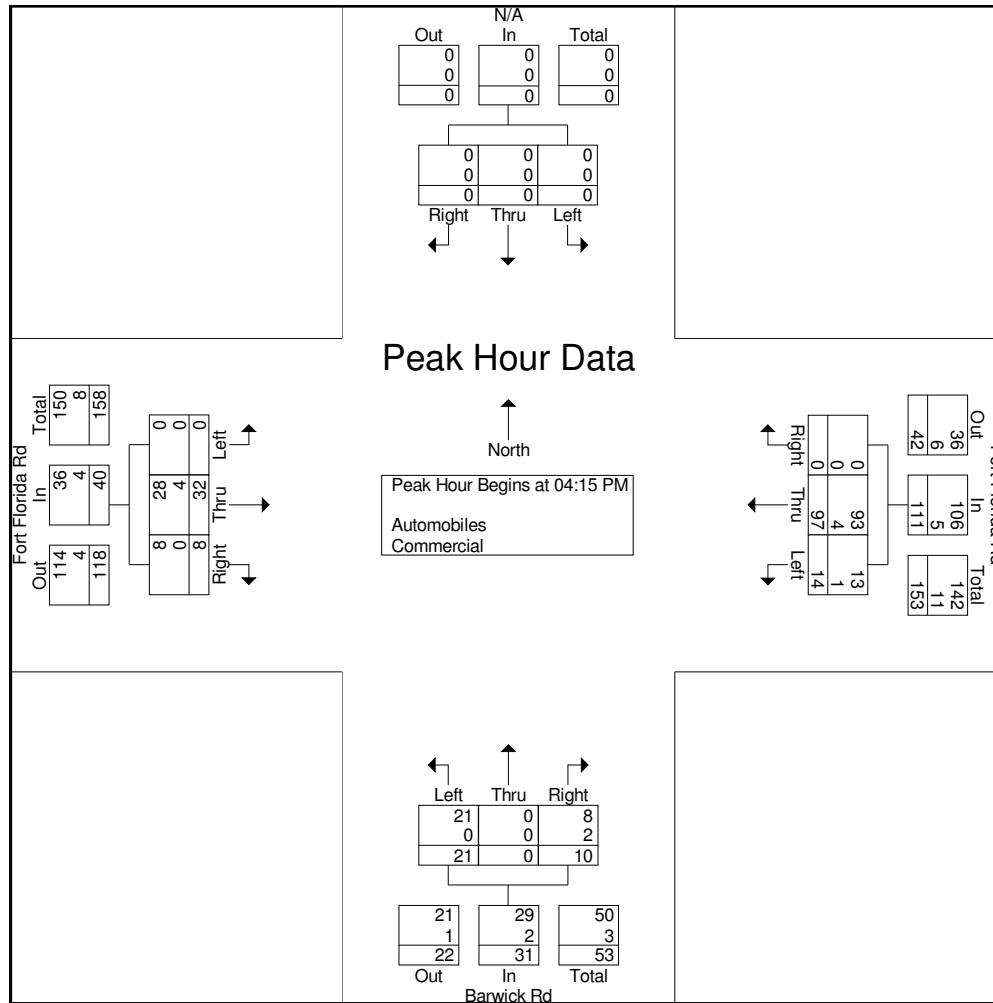 N/A
Out In Total
0 0 0
0 0 0
0 0 0
0 0 0
0 0 0
0 0 0
Right Thru Left
Peak Hour Data
North
Peak Hour Begins at 04:15 PM
Automobiles
Commercial
Fort Florida Rd
Out In Total
114 36 150
4 4 8
118 40 158
Right Thru Left
8 28 0
0 4 0
8 32 0
Florida Rd
Out In Total
36 106 142
6 5 11
42 111 153
Right Thru Left
0 93 13
0 4 1
0 97 14
Left Thru Right
21 0 8
0 0 2
21 0 10
21 29 50
1 2 3
22 31 53
Out In Total
Barwick Rd